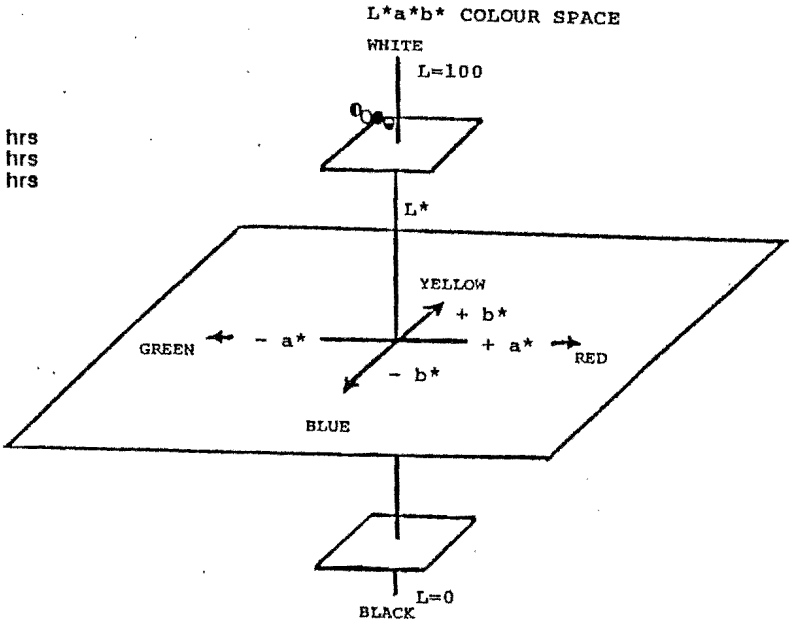 L*a*b* COLOUR SPACE
WHITE
L=100
hrs
hrs
hrs
L*
YELLOW
+ b*
GREEN
- a*
+ a*
RED
- b*
BLUE
L=0
BLACK